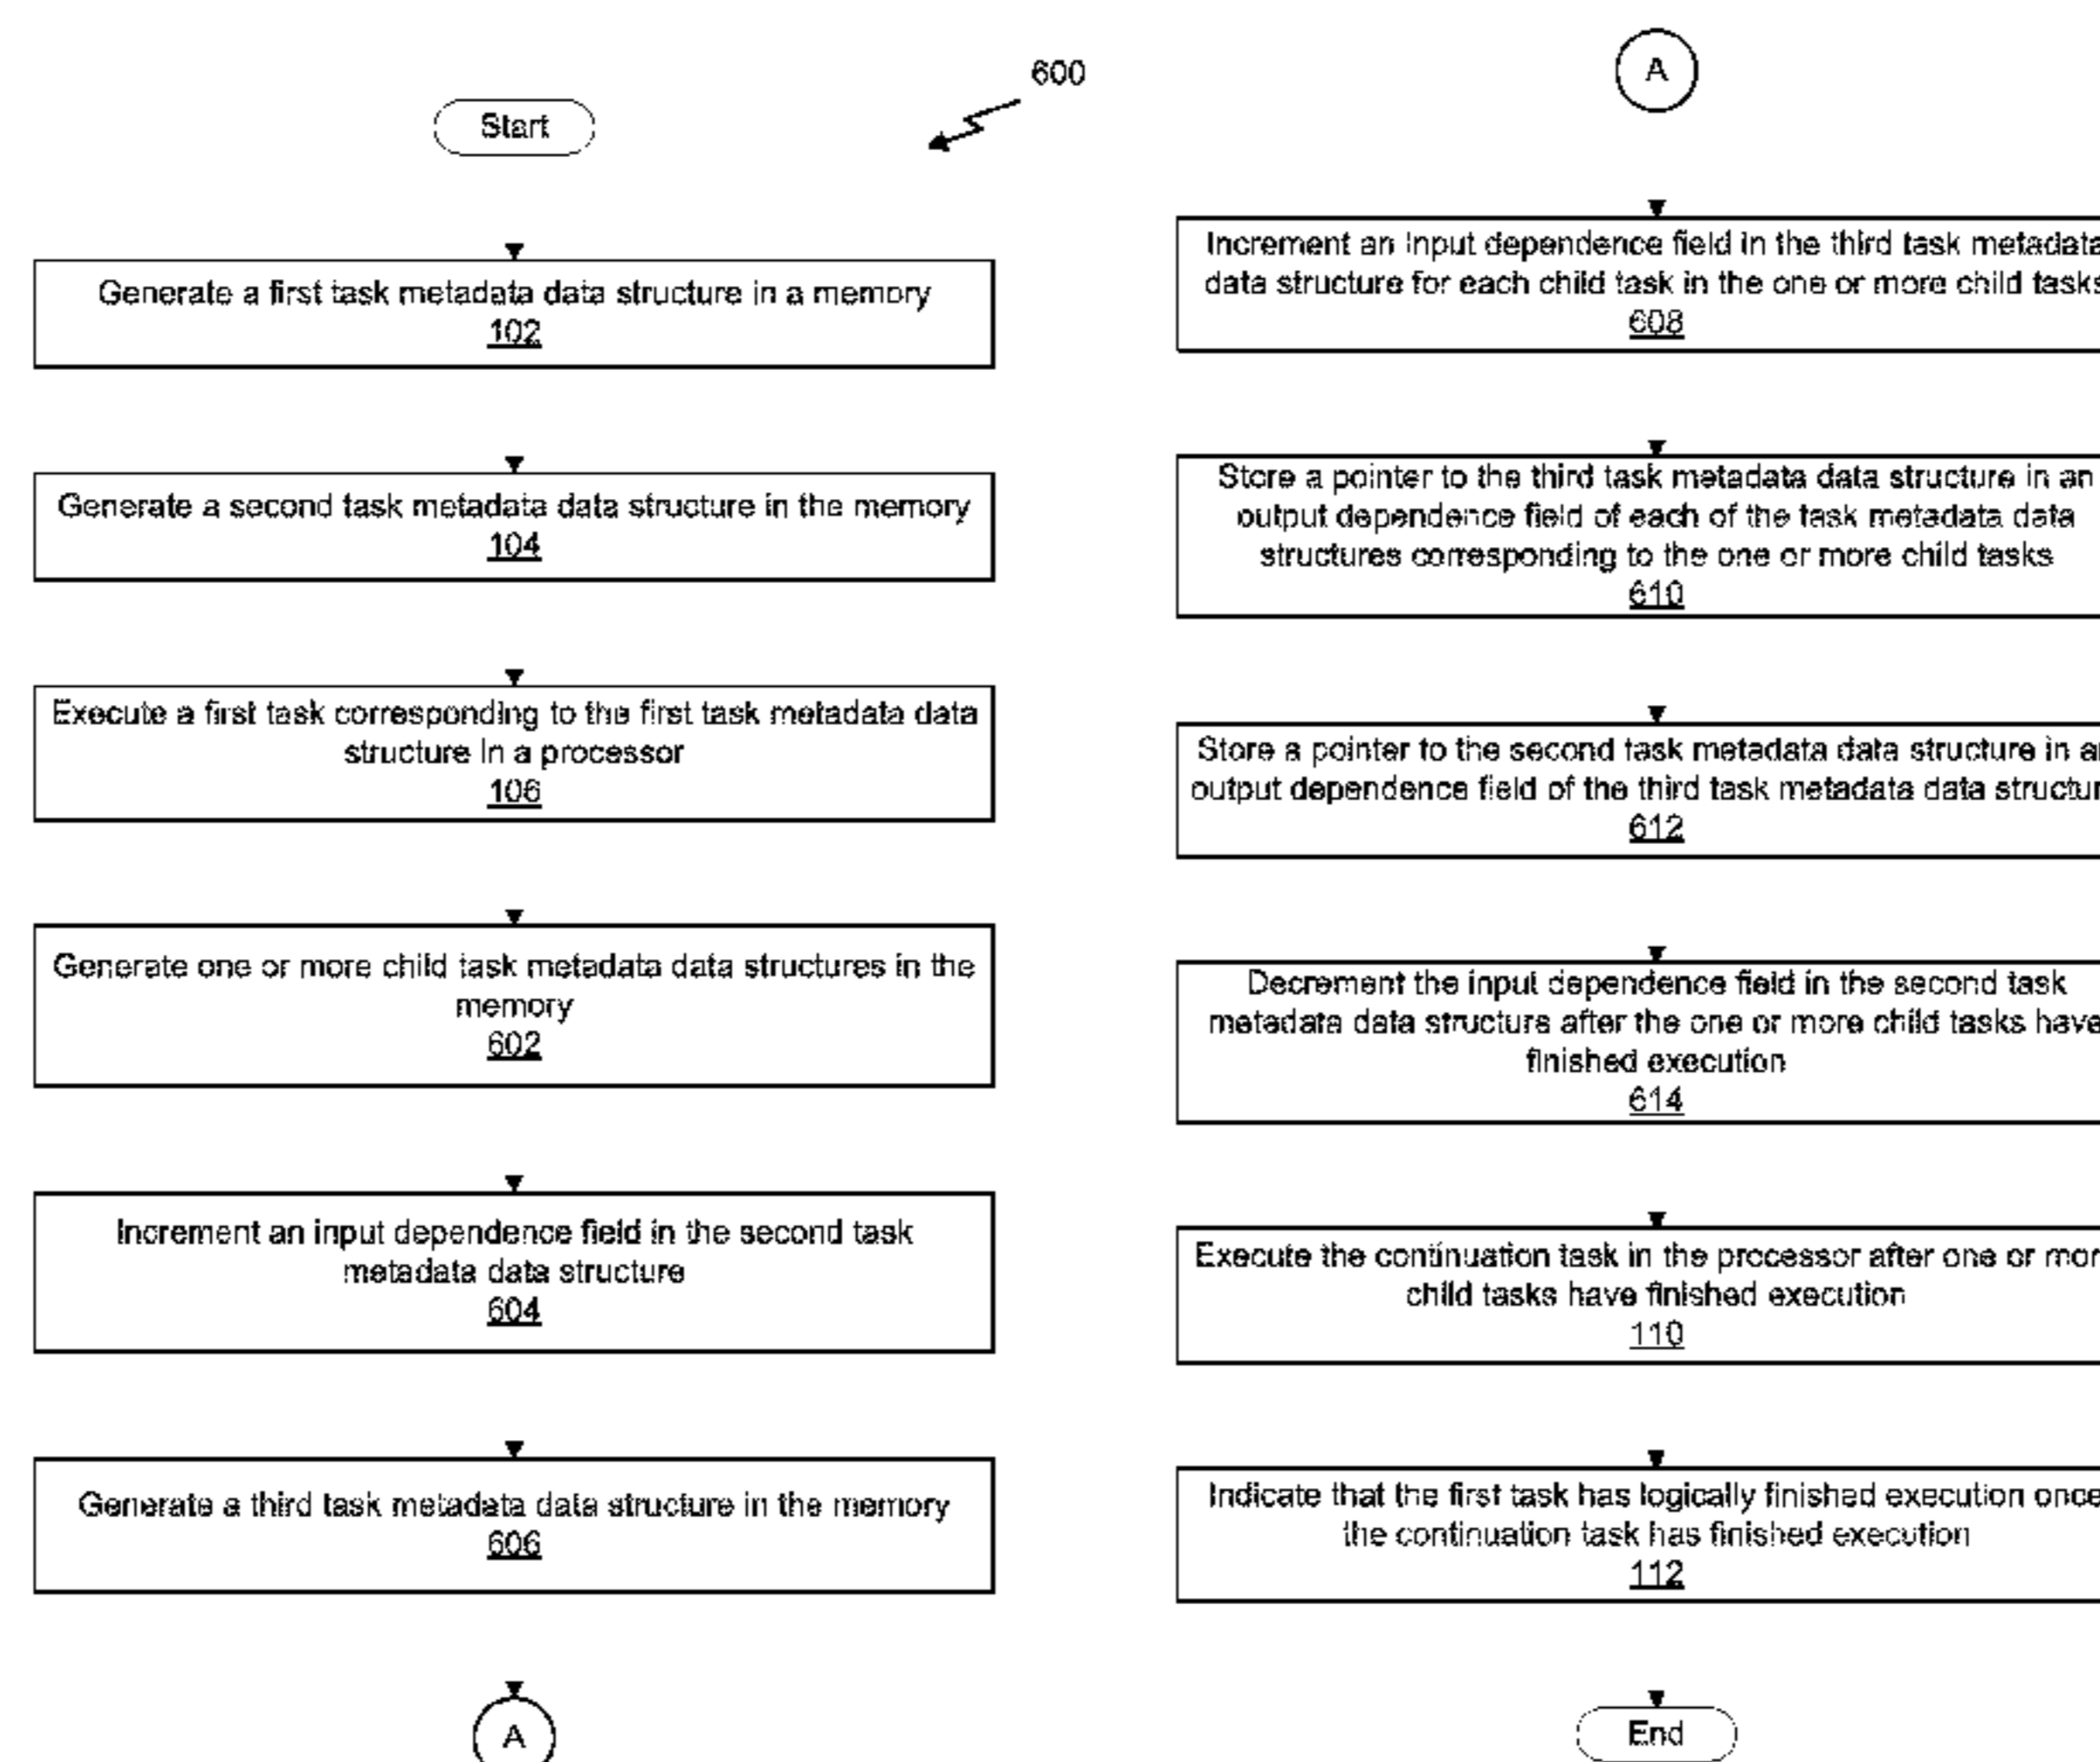 600
Start
Generate a first task metadata data structure in a memory
102
Generate a second task metadata data structure in the memory
104
Execute a first task corresponding to the first task metadata data
structure in a processor
106
Generate one or more child task metadata data structures in the
memory
602
Increment an input dependence field in the second task
metadata data structure
604
Generate a third task metadata data structure in the memory
606
A
A
Increment an input dependence field in the third task metadata
data structure for each child task in the one or more child tasks
608
Store a pointer to the third task metadata data structure in an
output dependence field of each of the task metadata data
structures corresponding to the one or more child tasks
610
Store a pointer to the second task metadata data structure in
output dependence field of the third task metadata data
612
Decrement the input dependence field in the second task
metadata data structure after the one or more child tasks have
finished execution
614
Execute the continuation task in the processor after one or
child tasks have finished execution
110
Indicate that the first task has logically finished execution once
the continuation task has finished execution
112
End